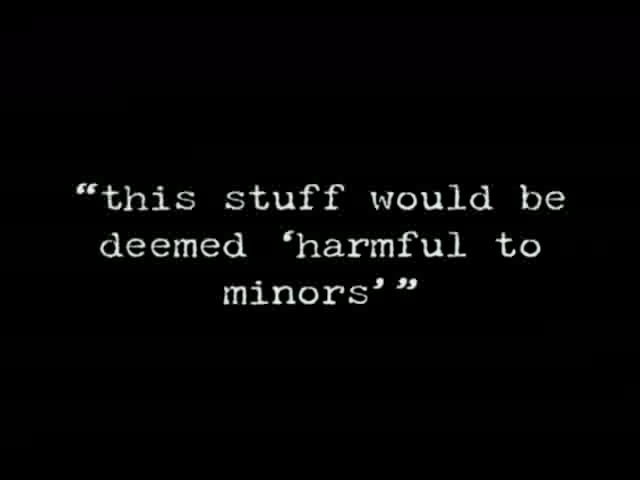 “this stuff would be
deemed ‘harmful to
minors’”